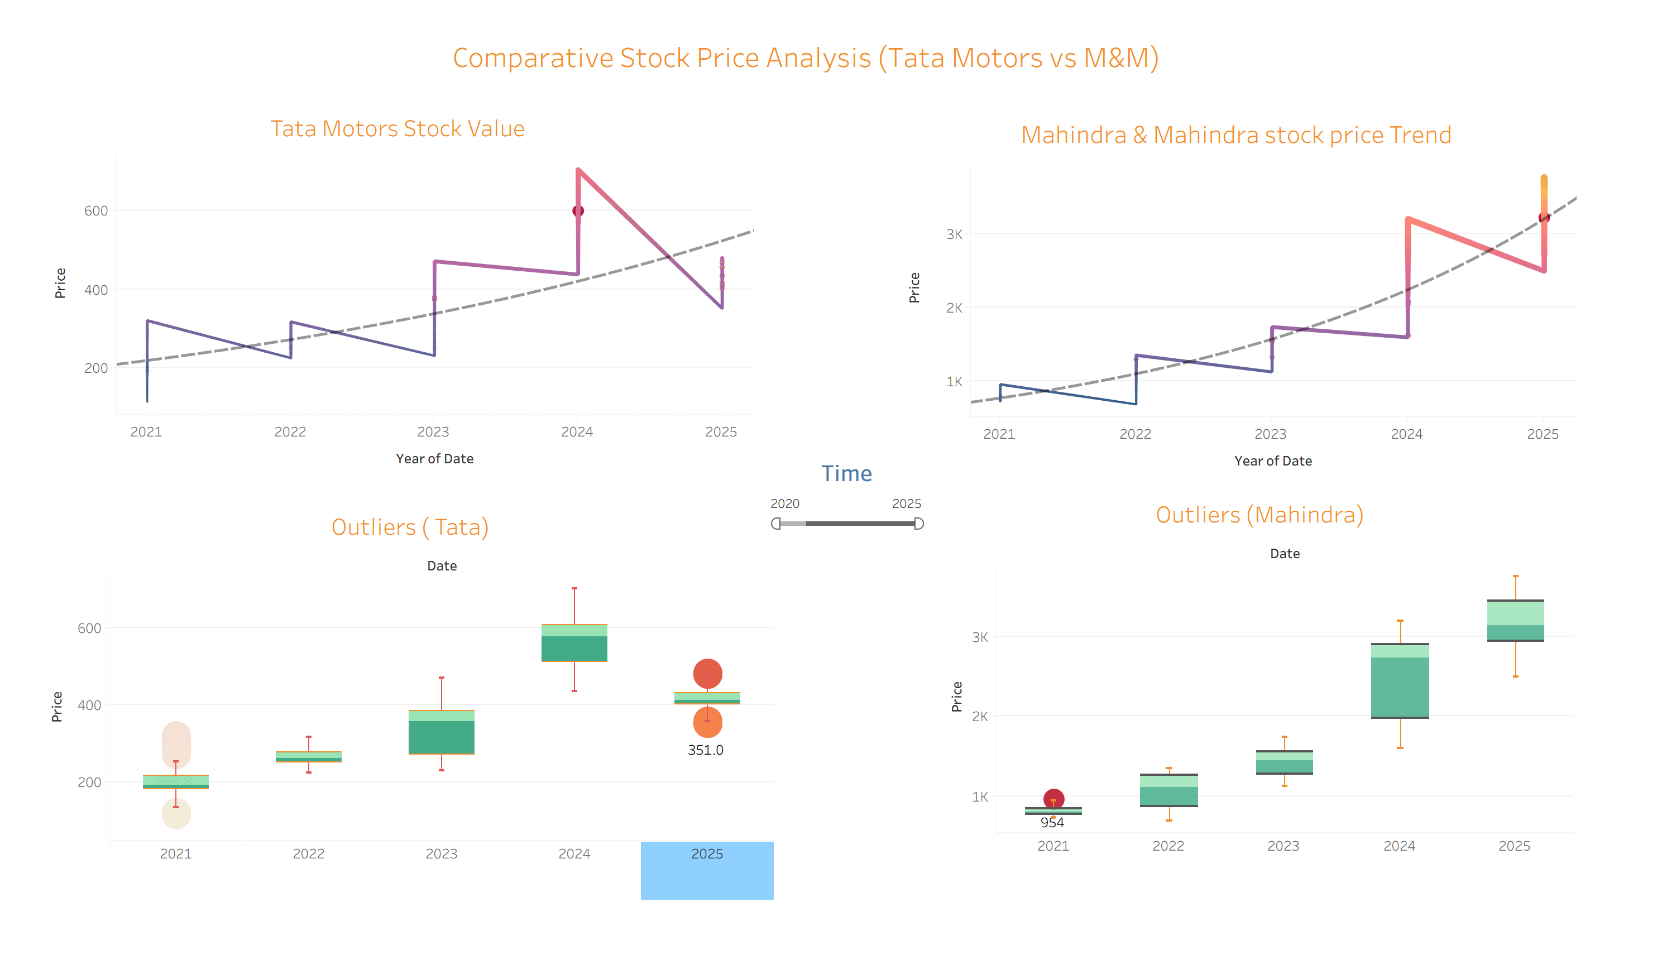 Comparative Stock Price Analysis (Tata Motors vs M&M)
Tata Motors Stock Value
Price
600
400
200
2021 2022 2023 2024 2025
Year of Date
Mahindra & Mahindra stock price Trend
Price
3K
2K
1K
2021 2022 2023 2024 2025
Year of Date
Time
2020 2025
Outliers ( Tata)
Date
Price
600
400
200
351.0
2021 2022 2023 2024 2025
Outliers (Mahindra)
Date
Price
3K
2K
1K
954
2021 2022 2023 2024 2025